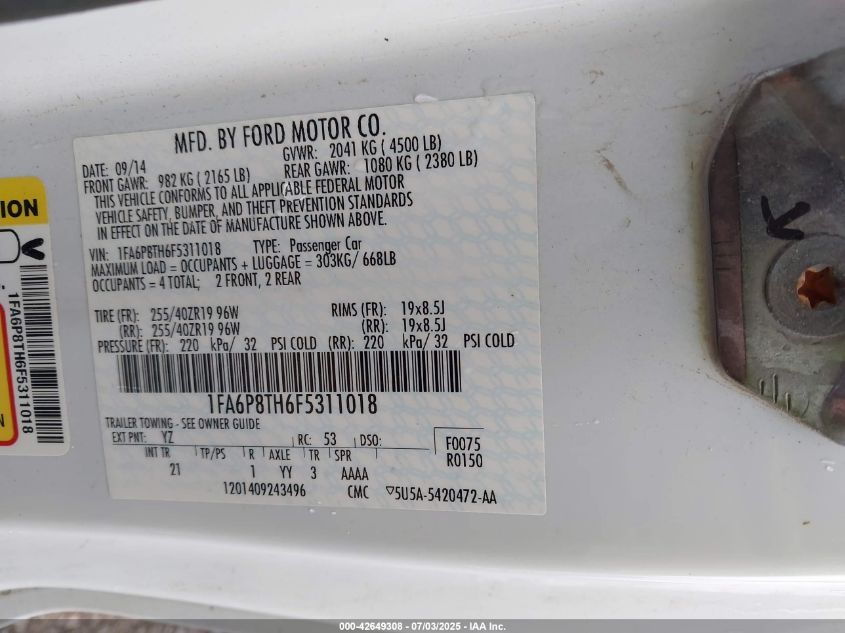 MFD. BY FORD MOTOR CO.
DATE: 09/14 GVWR: 2041 KG ( 4500 LB)
FRONT GAWR: 982 KG ( 2165 LB) REAR GAWR: 1080 KG ( 2380 LB)
THIS VEHICLE CONFORMS TO ALL APPLICABLE FEDERAL MOTOR
VEHICLE SAFETY, BUMPER, AND THEFT PREVENTION STANDARDS
IN EFFECT ON THE DATE OF MANUFACTURE SHOWN ABOVE.
VIN: 1FA6P8TH6F5311018 TYPE: Passenger Car
MAXIMUM LOAD = OCCUPANTS + LUGGAGE = 303KG/ 668LB
OCCUPANTS = 4 TOTAL; 2 FRONT, 2 REAR
TIRE (FR): 255/40ZR19 96W RIMS (FR): 19x8.5J
(RR): 255/40ZR19 96W (RR): 19x8.5J
PRESSURE (FR): 220 kPa/ 32 PSI COLD (RR): 220 kPa/ 32 PSI COLD
1FA6P8TH6F5311018
TRAILER TOWING - SEE OWNER GUIDE
EXT PNT: YZ RC: 53 DSO: F0075
INT TR TP/PS R AXLE TR SPR R0150
21 1 YY 3 AAAA
1201409243496 CMC 5U5A-5420472-AA
TION
1FA6P8TH6F5311018
000-42649308 - 07/03/2025 - IAA Inc.